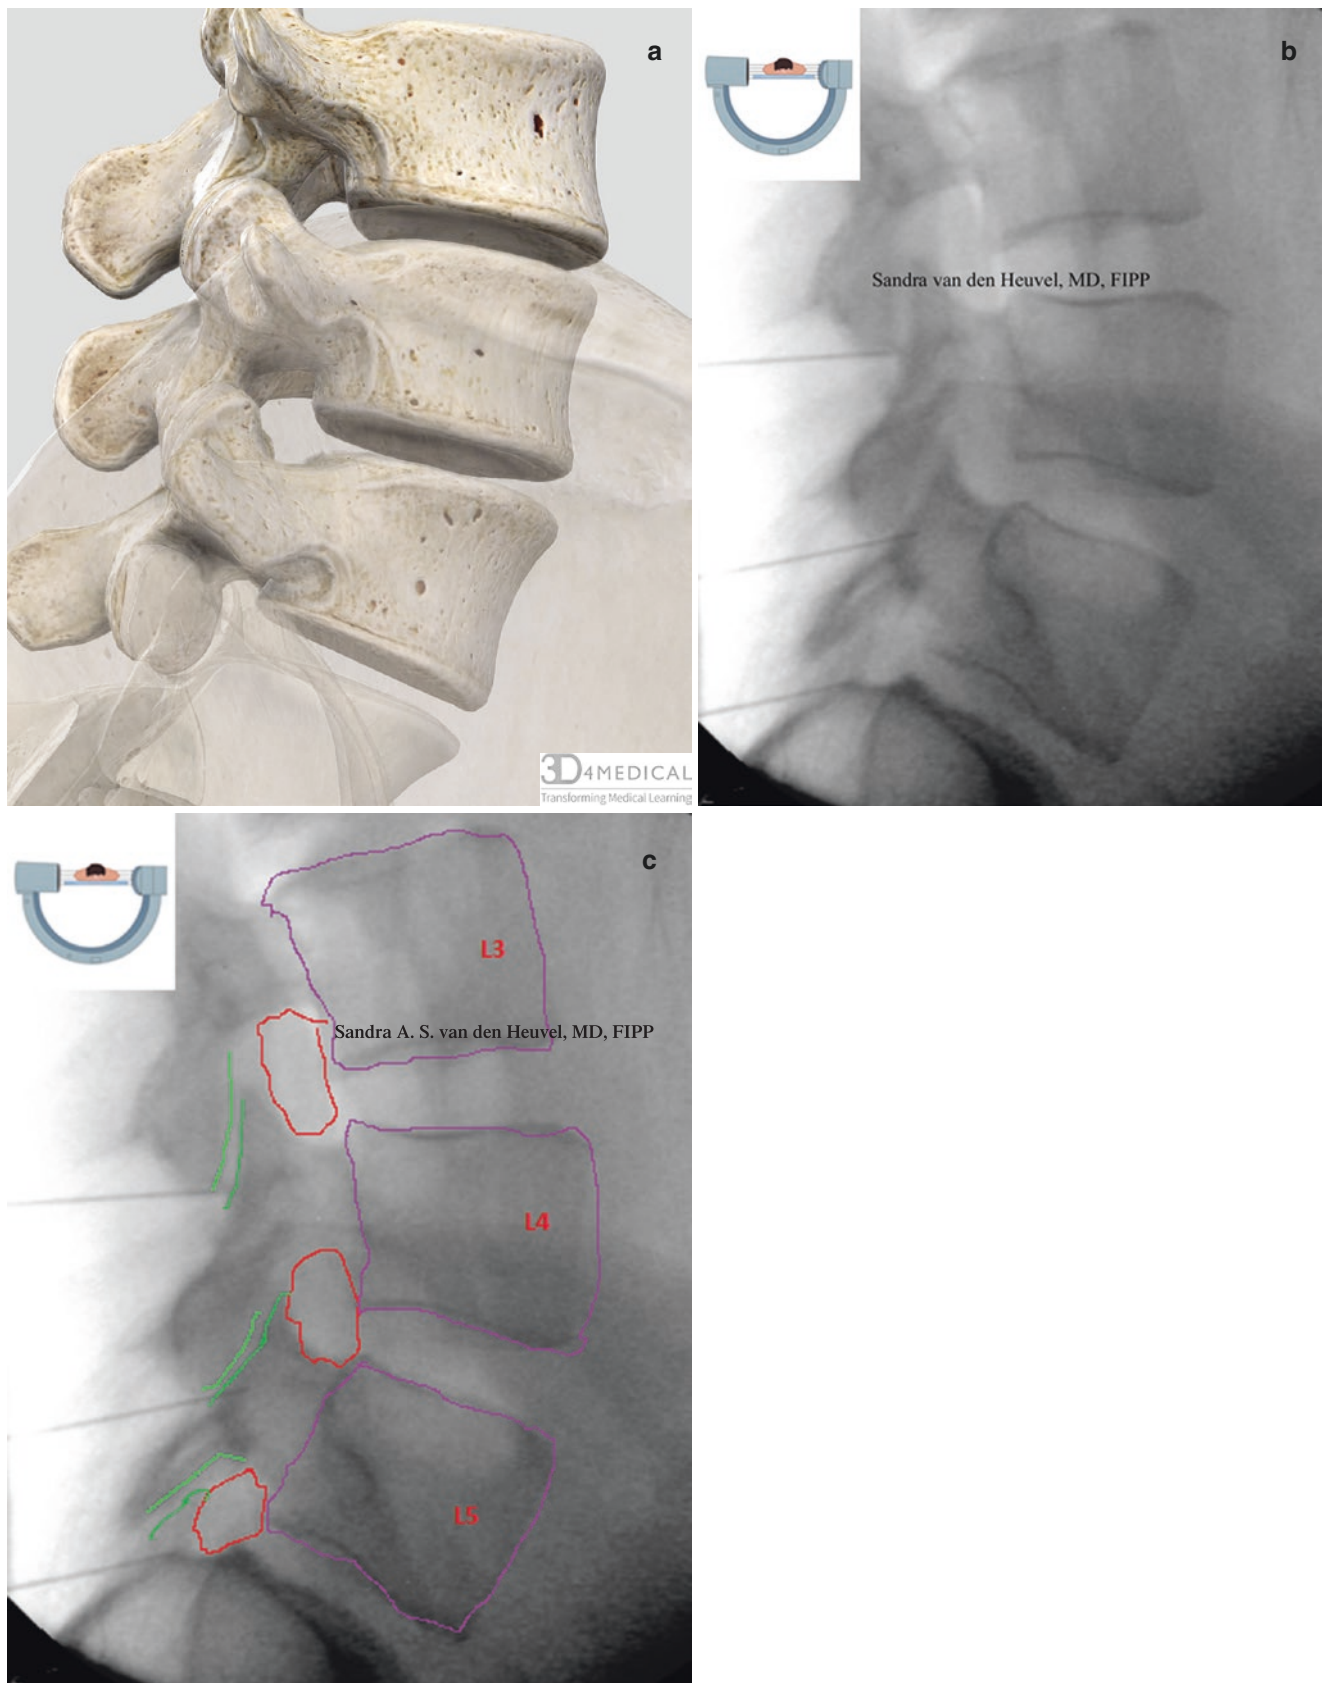 a
3D4MEDICAL
Transforming Medical Learning
b
Sandra van den Heuvel, MD, FIPP
c
L3
Sandra A. S. van den Heuvel, MD, FIPP
L4
L5